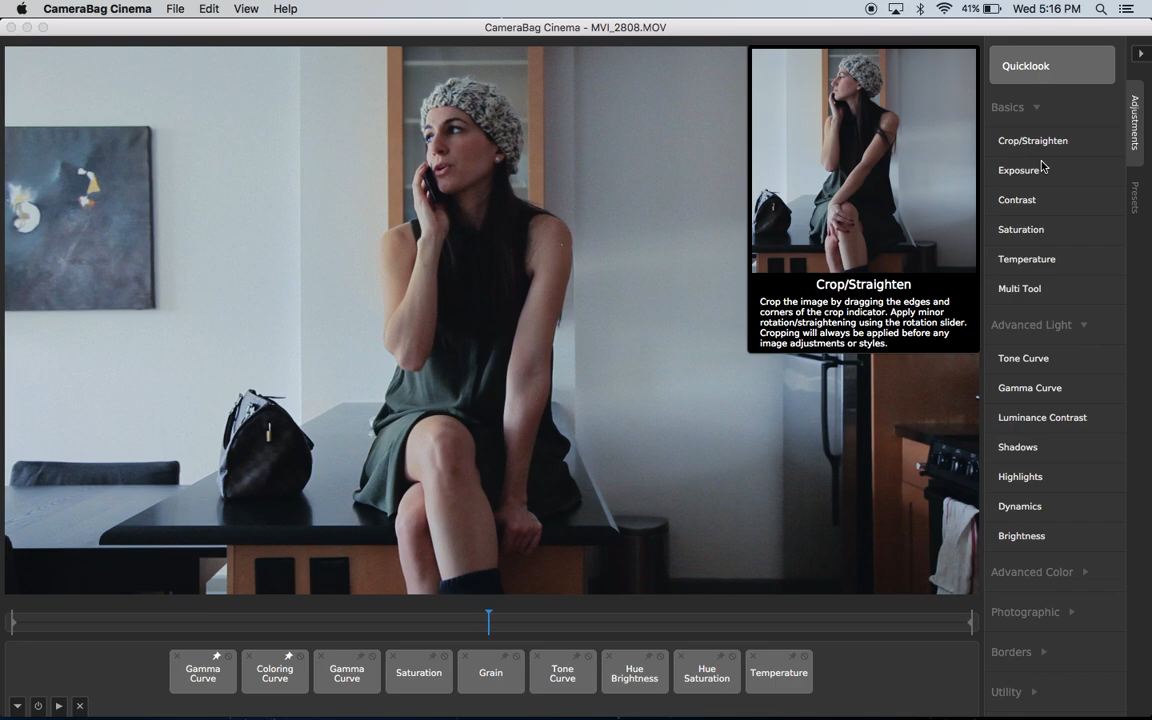 CameraBag Cinema File Edit View Help 41% Wed 5:16 PM
CameraBag Cinema - MVI_2808.MOV
Quicklook
Basics
Crop/Straighten
Exposure
Contrast
Saturation
Temperature
Multi Tool
Advanced Light
Tone Curve
Gamma Curve
Luminance Contrast
Shadows
Highlights
Dynamics
Brightness
Advanced Color
Photographic
Borders
Utility
Adjustments
Presets
Crop/Straighten
Crop the image by dragging the edges and
corners of the crop indicator. Apply minor
rotation/straightening using the rotation slider.
Cropping will always be applied before any
image adjustments or styles.
Gamma
Curve
Coloring
Curve
Gamma
Curve
Saturation
Grain
Tone
Curve
Hue
Brightness
Hue
Saturation
Temperature